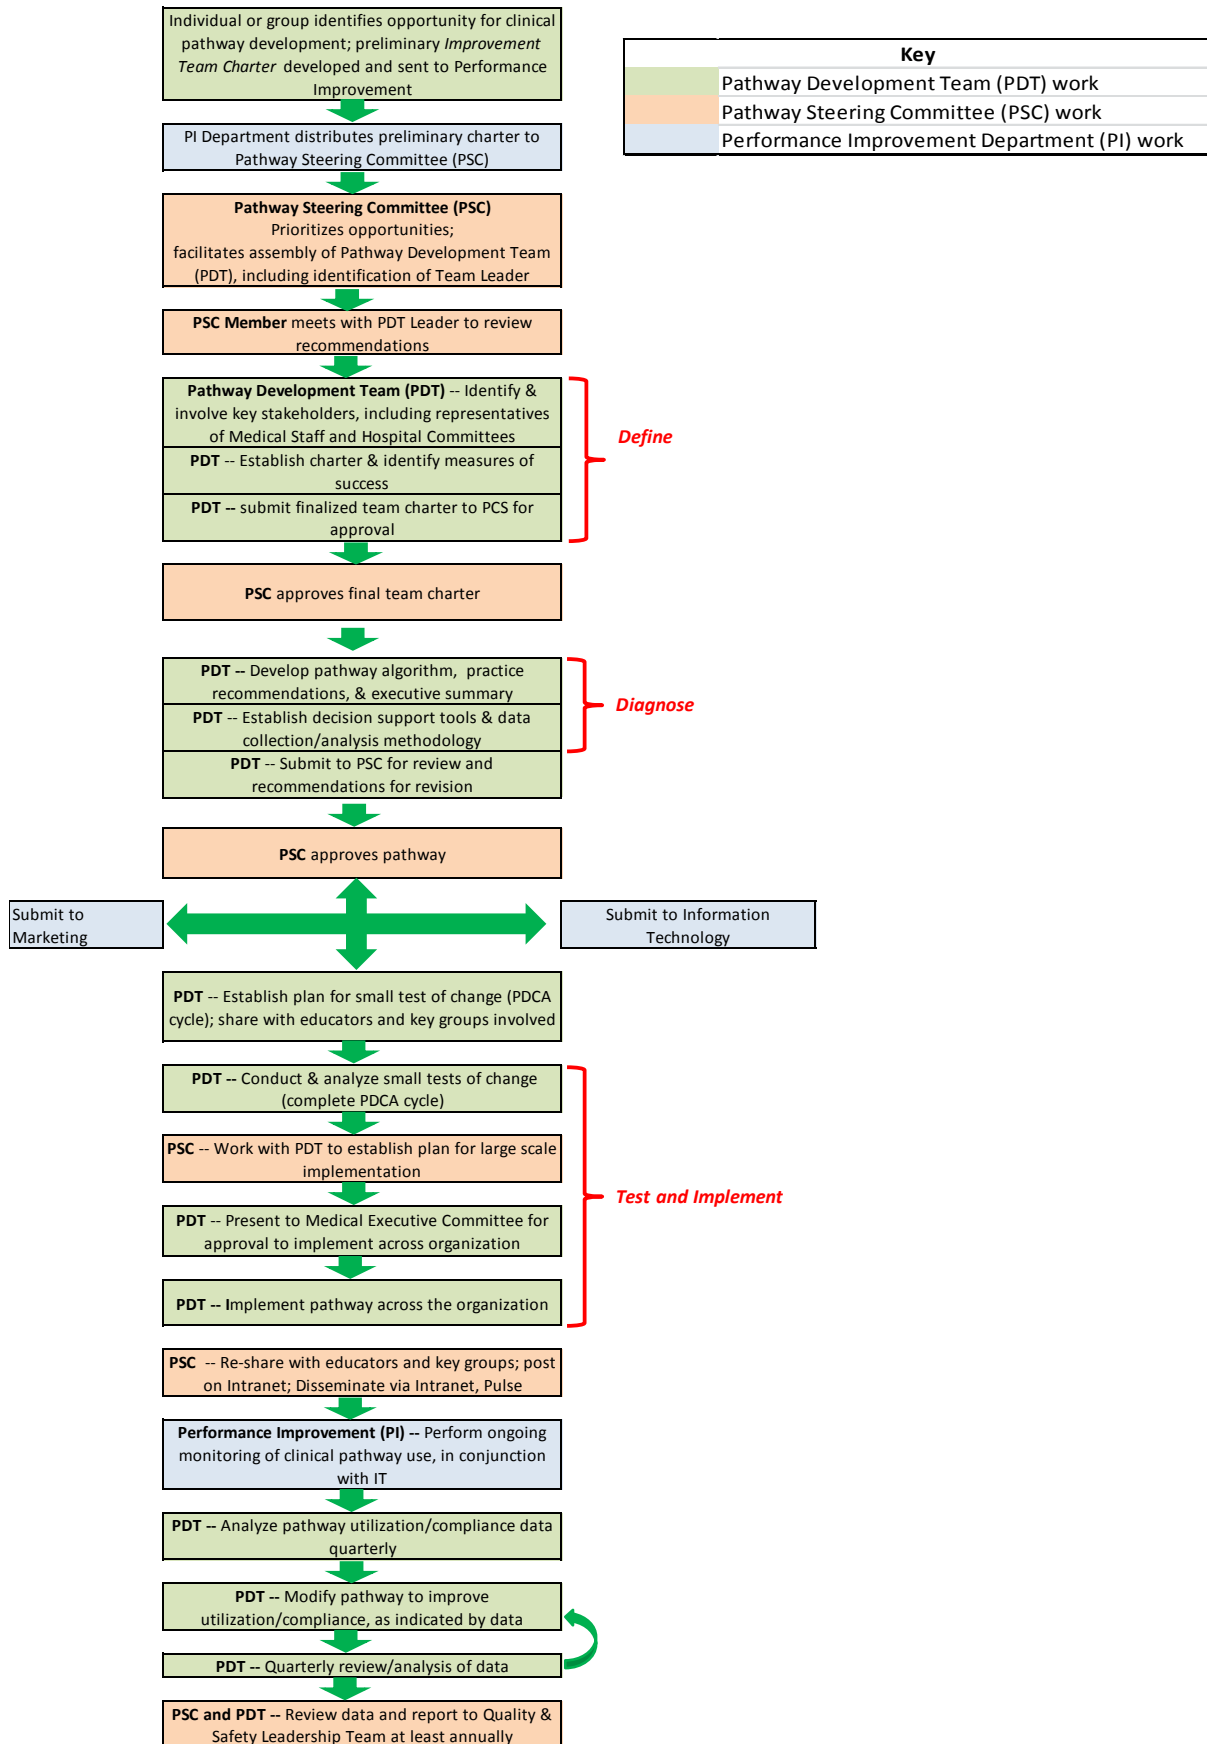 Individual or group identifies opportunity for clinical
pathway development; preliminary Improvement
Team Charter developed and sent to Performance
Improvement
Key
Pathway Development Team (PDT) work
Pathway Steering Committee (PSC) work
Performance Improvement Department (PI) work
PI Department distributes preliminary charter to
Pathway Steering Committee (PSC)
Pathway Steering Committee (PSC)
Prioritizes opportunities;
facilitates assembly of Pathway Development Team
(PDT), including identification of Team Leader
PSC Member meets with PDT Leader to review
recommendations
Pathway Development Team (PDT) -- Identify &
involve key stakeholders, including representatives
of Medical Staff and Hospital Committees
PDT -- Establish charter & identify measures of
success
PDT -- submit finalized team charter to PCS for
approval
Define
PSC approves final team charter
PDT -- Develop pathway algorithm, practice
recommendations, & executive summary
PDT -- Establish decision support tools & data
collection/analysis methodology
Diagnose
PDT -- Submit to PSC for review and
recommendations for revision
PSC approves pathway
Submit to
Marketing
Submit to Information
Technology
PDT -- Establish plan for small test of change (PDCA
cycle); share with educators and key groups involved
PDT -- Conduct & analyze small tests of change
(complete PDCA cycle)
PSC -- Work with PDT to establish plan for large scale
implementation
Test and Implement
PDT -- Present to Medical Executive Committee for
approval to implement across organization
PDT -- Implement pathway across the organization
PSC -- Re-share with educators and key groups; post
on Intranet; Disseminate via Intranet, Pulse
Performance Improvement (PI) -- Perform ongoing
monitoring of clinical pathway use, in conjunction
with IT
PDT -- Analyze pathway utilization/compliance data
quarterly
PDT -- Modify pathway to improve
utilization/compliance, as indicated by data
PDT -- Quarterly review/analysis of data
PSC and PDT -- Review data and report to Quality &
Safety Leadership Team at least annually